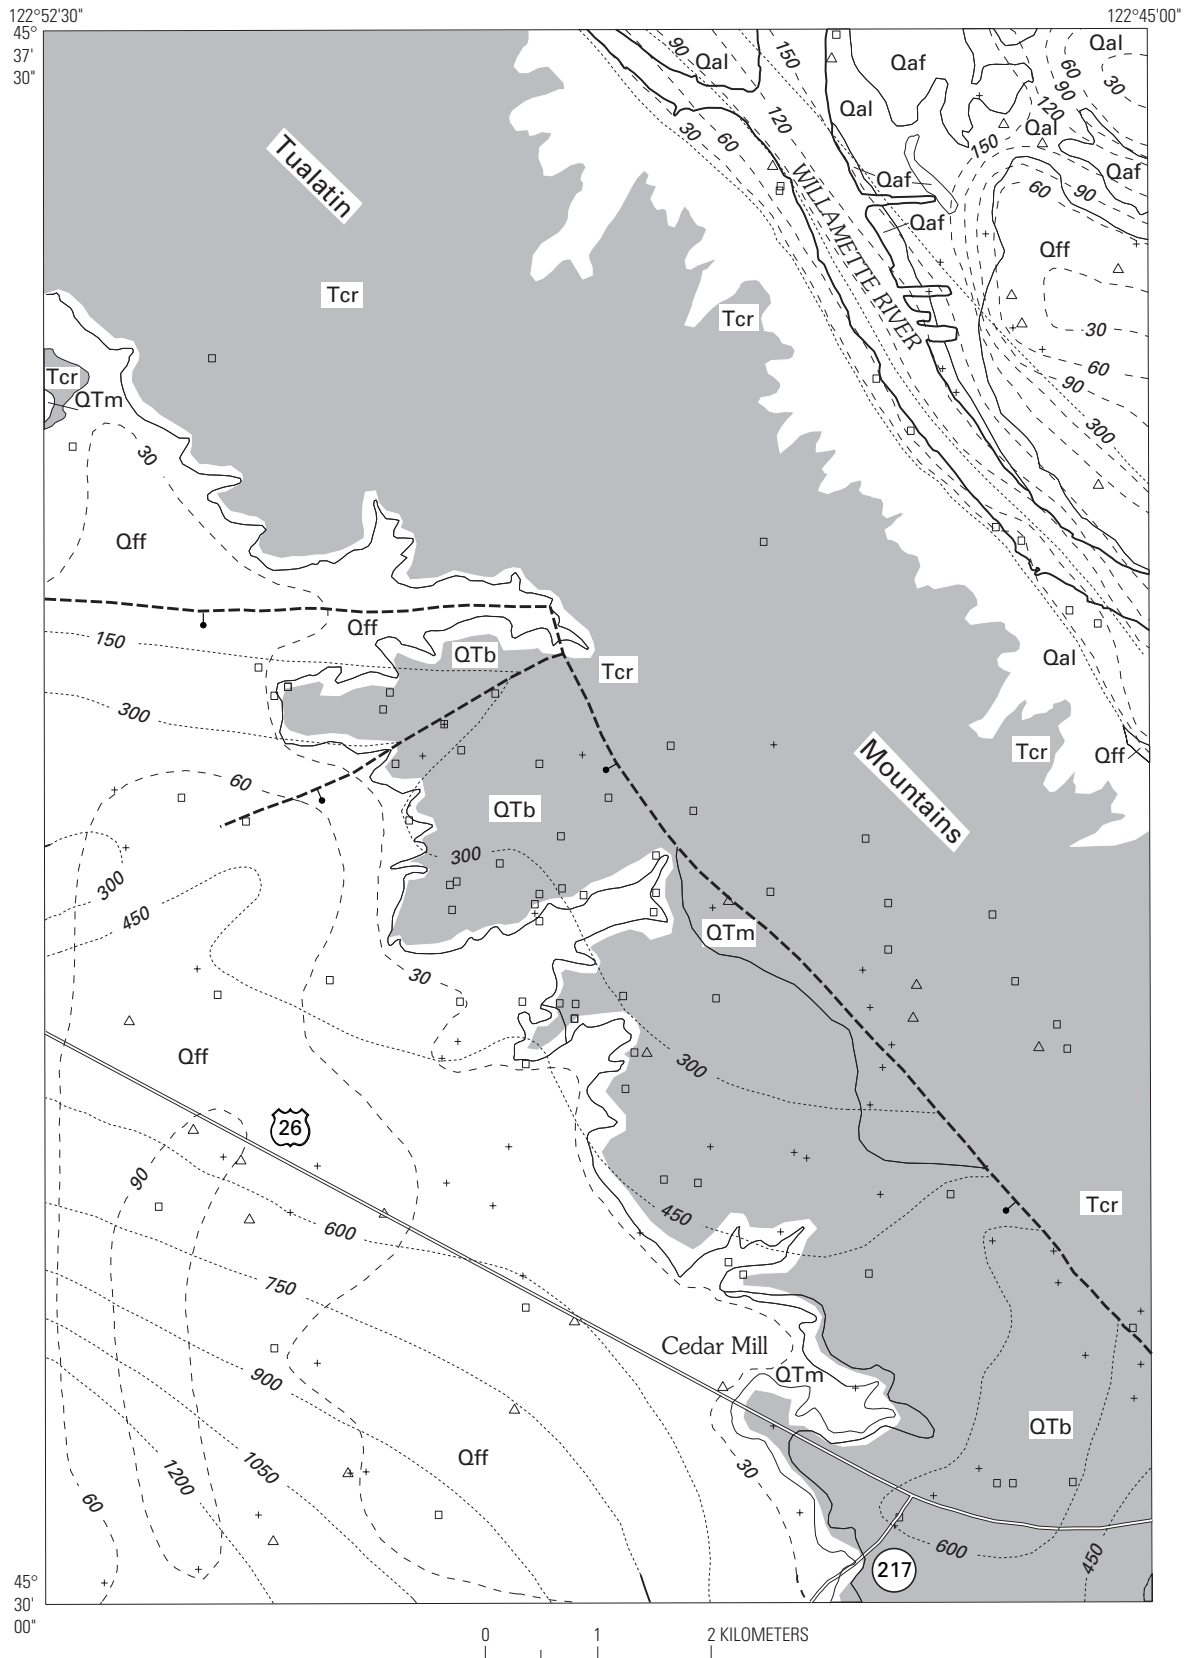 122°52'30"
122°45'00"
45°
37'
30"
90
Qal
150
Qaf
Qal
60
30
90
120
Qal
Qal
120
30
60
150
Qaf
Qaf
60
90
Qaf
Tualatin
WILLAMETTE RIVER
Qff
Tcr
Tcr
30
60
90
300
Tcr
QTm
30
Qff
Qff
150
QTb
Tcr
Qal
300
Tcr
Qff
60
Mountains
QTb
300
300
450
QTm
30
Qff
300
26
90
600
450
Tcr
750
Cedar Mill
900
QTm
QTb
Qff
30
1050
1200
60
600
450
217
45°
30'
00"
0
1
2 KILOMETERS